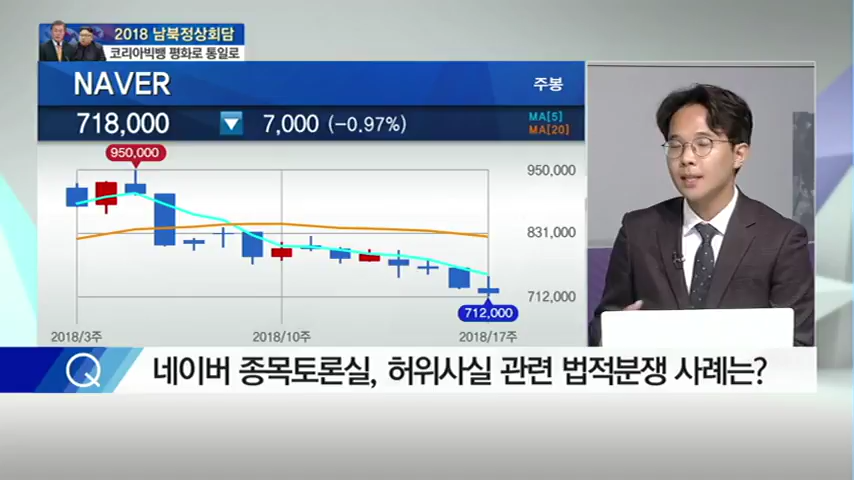 2018 남북정상회담
코리아빅뱅 평화로 통일로
NAVER
주봉
718,000 ▼ 7,000 (-0.97%)
MA[5]
MA[20]
950,000
950,000
831,000
712,000
712,000
2018/3주
2018/10주
2018/17주
Q 네이버 종목토론실, 허위사실 관련 법적분쟁 사례는?